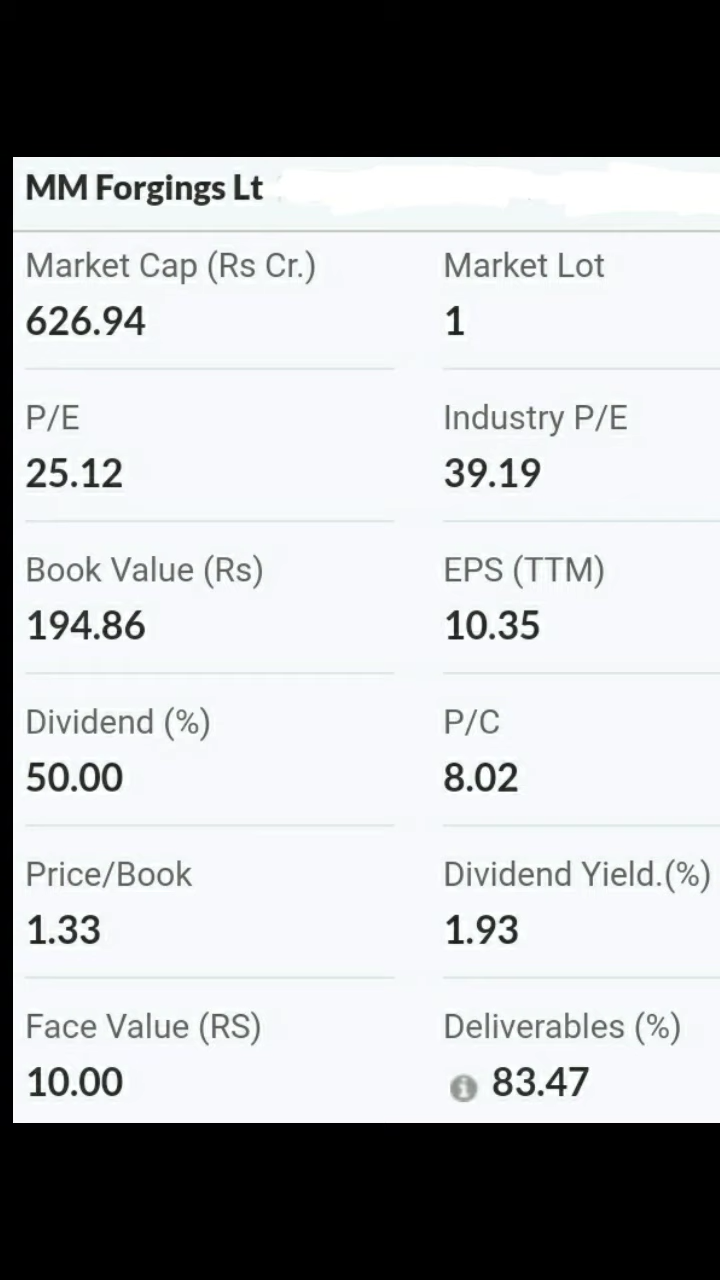 MM Forgings Lt
Market Cap (Rs Cr.)
Market Lot
626.94
1
P/E
Industry P/E
25.12
39.19
Book Value (Rs)
EPS (TTM)
194.86
10.35
Dividend (%)
P/C
50.00
8.02
Price/Book
Dividend Yield.(%)
1.33
1.93
Face Value (RS)
Deliverables (%)
10.00
83.47